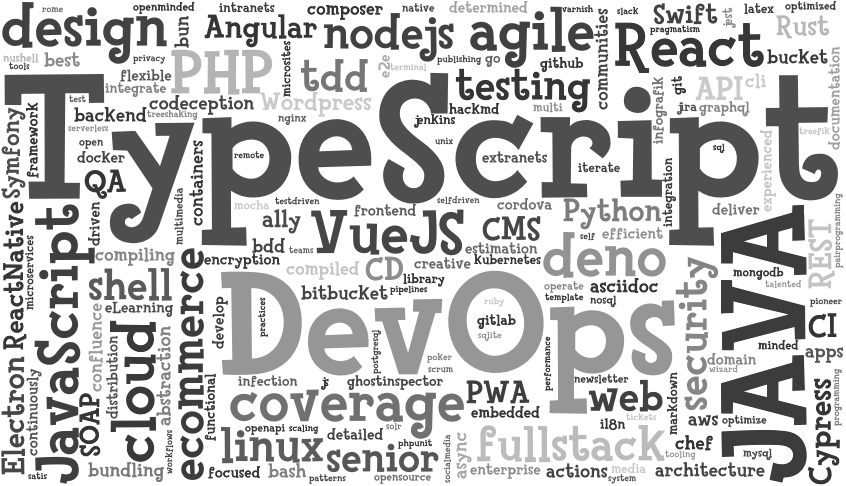 rome
openminded
intranets
composer
native
determined
varnish
slack
Swift
jest
latex
optimized
design
bun
Angular
nodejs
agile
communities
pragmatism
Rust
nushell
best
privacy
PHP
microsites
tdd
e2e
terminal
publishing
go
github
React
bucket
tools
flexible
integrate
testing
git
API
cli
documentation
codeception
Wordpress
hackmd
multi
infografik
jira
graphql
TypeScript
framework
test
backend
treeshaking
nginx
jenkins
serverless
unix
traefik
open
docker
containers
remote
extranets
iterate
sql
experienced
Symfony
QA
integration
driven
multimedia
mocha
testdriven
selfdriven
cordova
Python
deliver
pairprogramming
ally
VueJS
frontend
CMS
self
efficient
REST
ReactNative
microservices
JavaScript
compiling
bdd
teams
estimation
deno
encryption
compiled
CD
creative
kubernetes
mongodb
talented
shell
library
operate
asciidoc
security
JAVA
eLearning
bitbucket
pipelines
template
nosql
pioneer
DevOps
ruby
develop
practices
gitlab
sqlite
CI
cloud
ecommerce
confluence
distribution
abstraction
postgresql
performance
minded
Electron
continuously
poker
scrum
domain
wizard
apps
infection
js
ghostinspector
newsletter
functional
coverage
PWA
web
markdown
Cypress
programming
SOAP
embedded
tickets
aws
optimize
openapi
scaling
solr
i18n
linux
detailed
phpunit
fullstack
chef
workflows
socialmedia
async
tooling
mysql
satis
bundling
focused
bash
senior
enterprise
actions
media
architecture
patterns
opensource
system